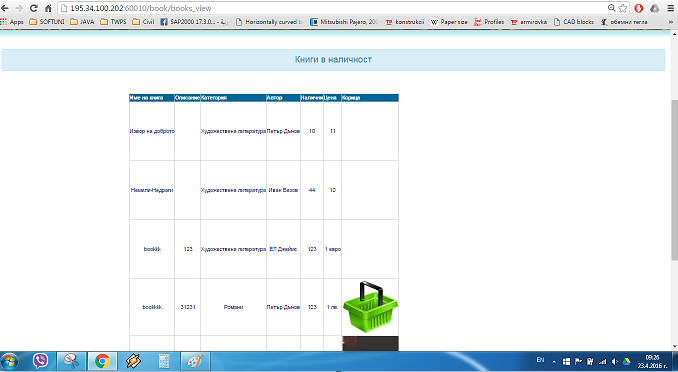 195.34.100.202:60010/book/books_view
Apps SOFTUNI JAVA TWPS Civil SAP2000 17.3.0... - Horizontally curved b Mitsubishi Pajero, 200 konstrukcii Paper size Profiles armirovka CAD blocks обемни тегла
Книги в наличност
Име на книга Описание Категория Автор Налични Цена Корица
Извор на доброто Художествена литература Петър Дънов 10 11
Немили-Недраги Художествена литература Иван Вазов 44 10
bookkk 123 Художествена литература ЕЛ Джеймс 123 1 евро
bookkkk 31231 Романи Петър Дънов 123 1 лв
EN 09:26
23.4.2016 г.